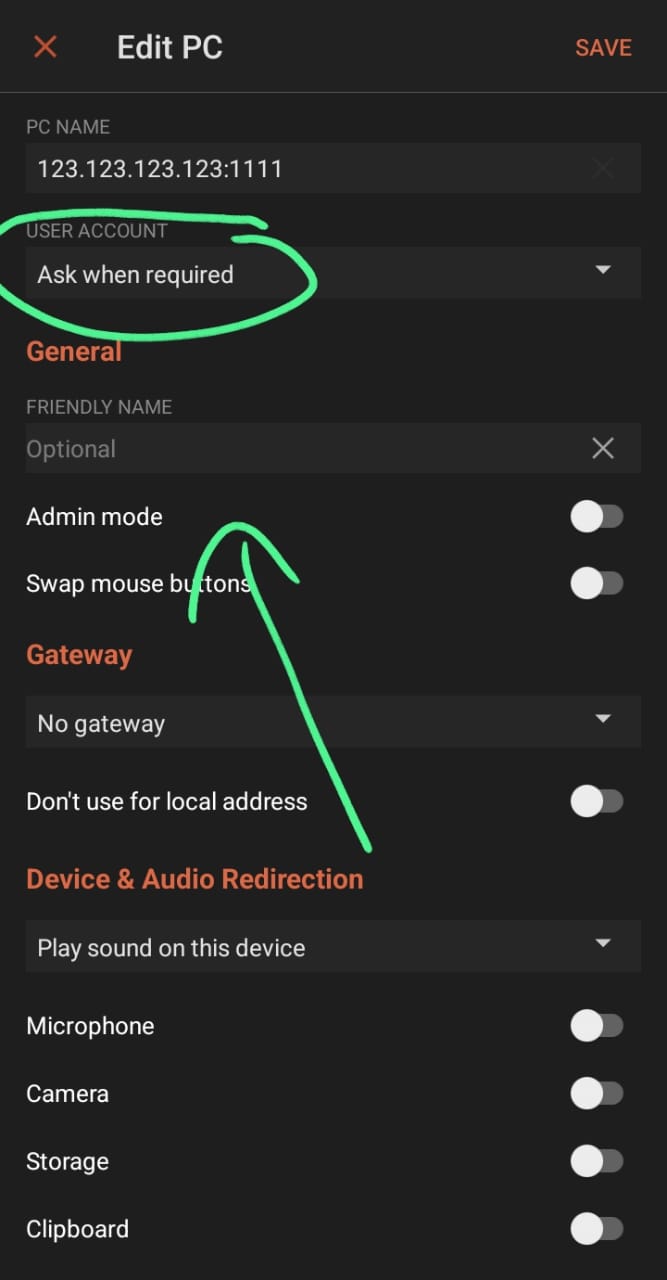 Edit PC
SAVE
PC NAME
123.123.123.123:1111
USER ACCOUNT
Ask when required
General
FRIENDLY NAME
Optional
Admin mode
Swap mouse buttons
Gateway
No gateway
Don't use for local address
Device & Audio Redirection
Play sound on this device
Microphone
Camera
Storage
Clipboard